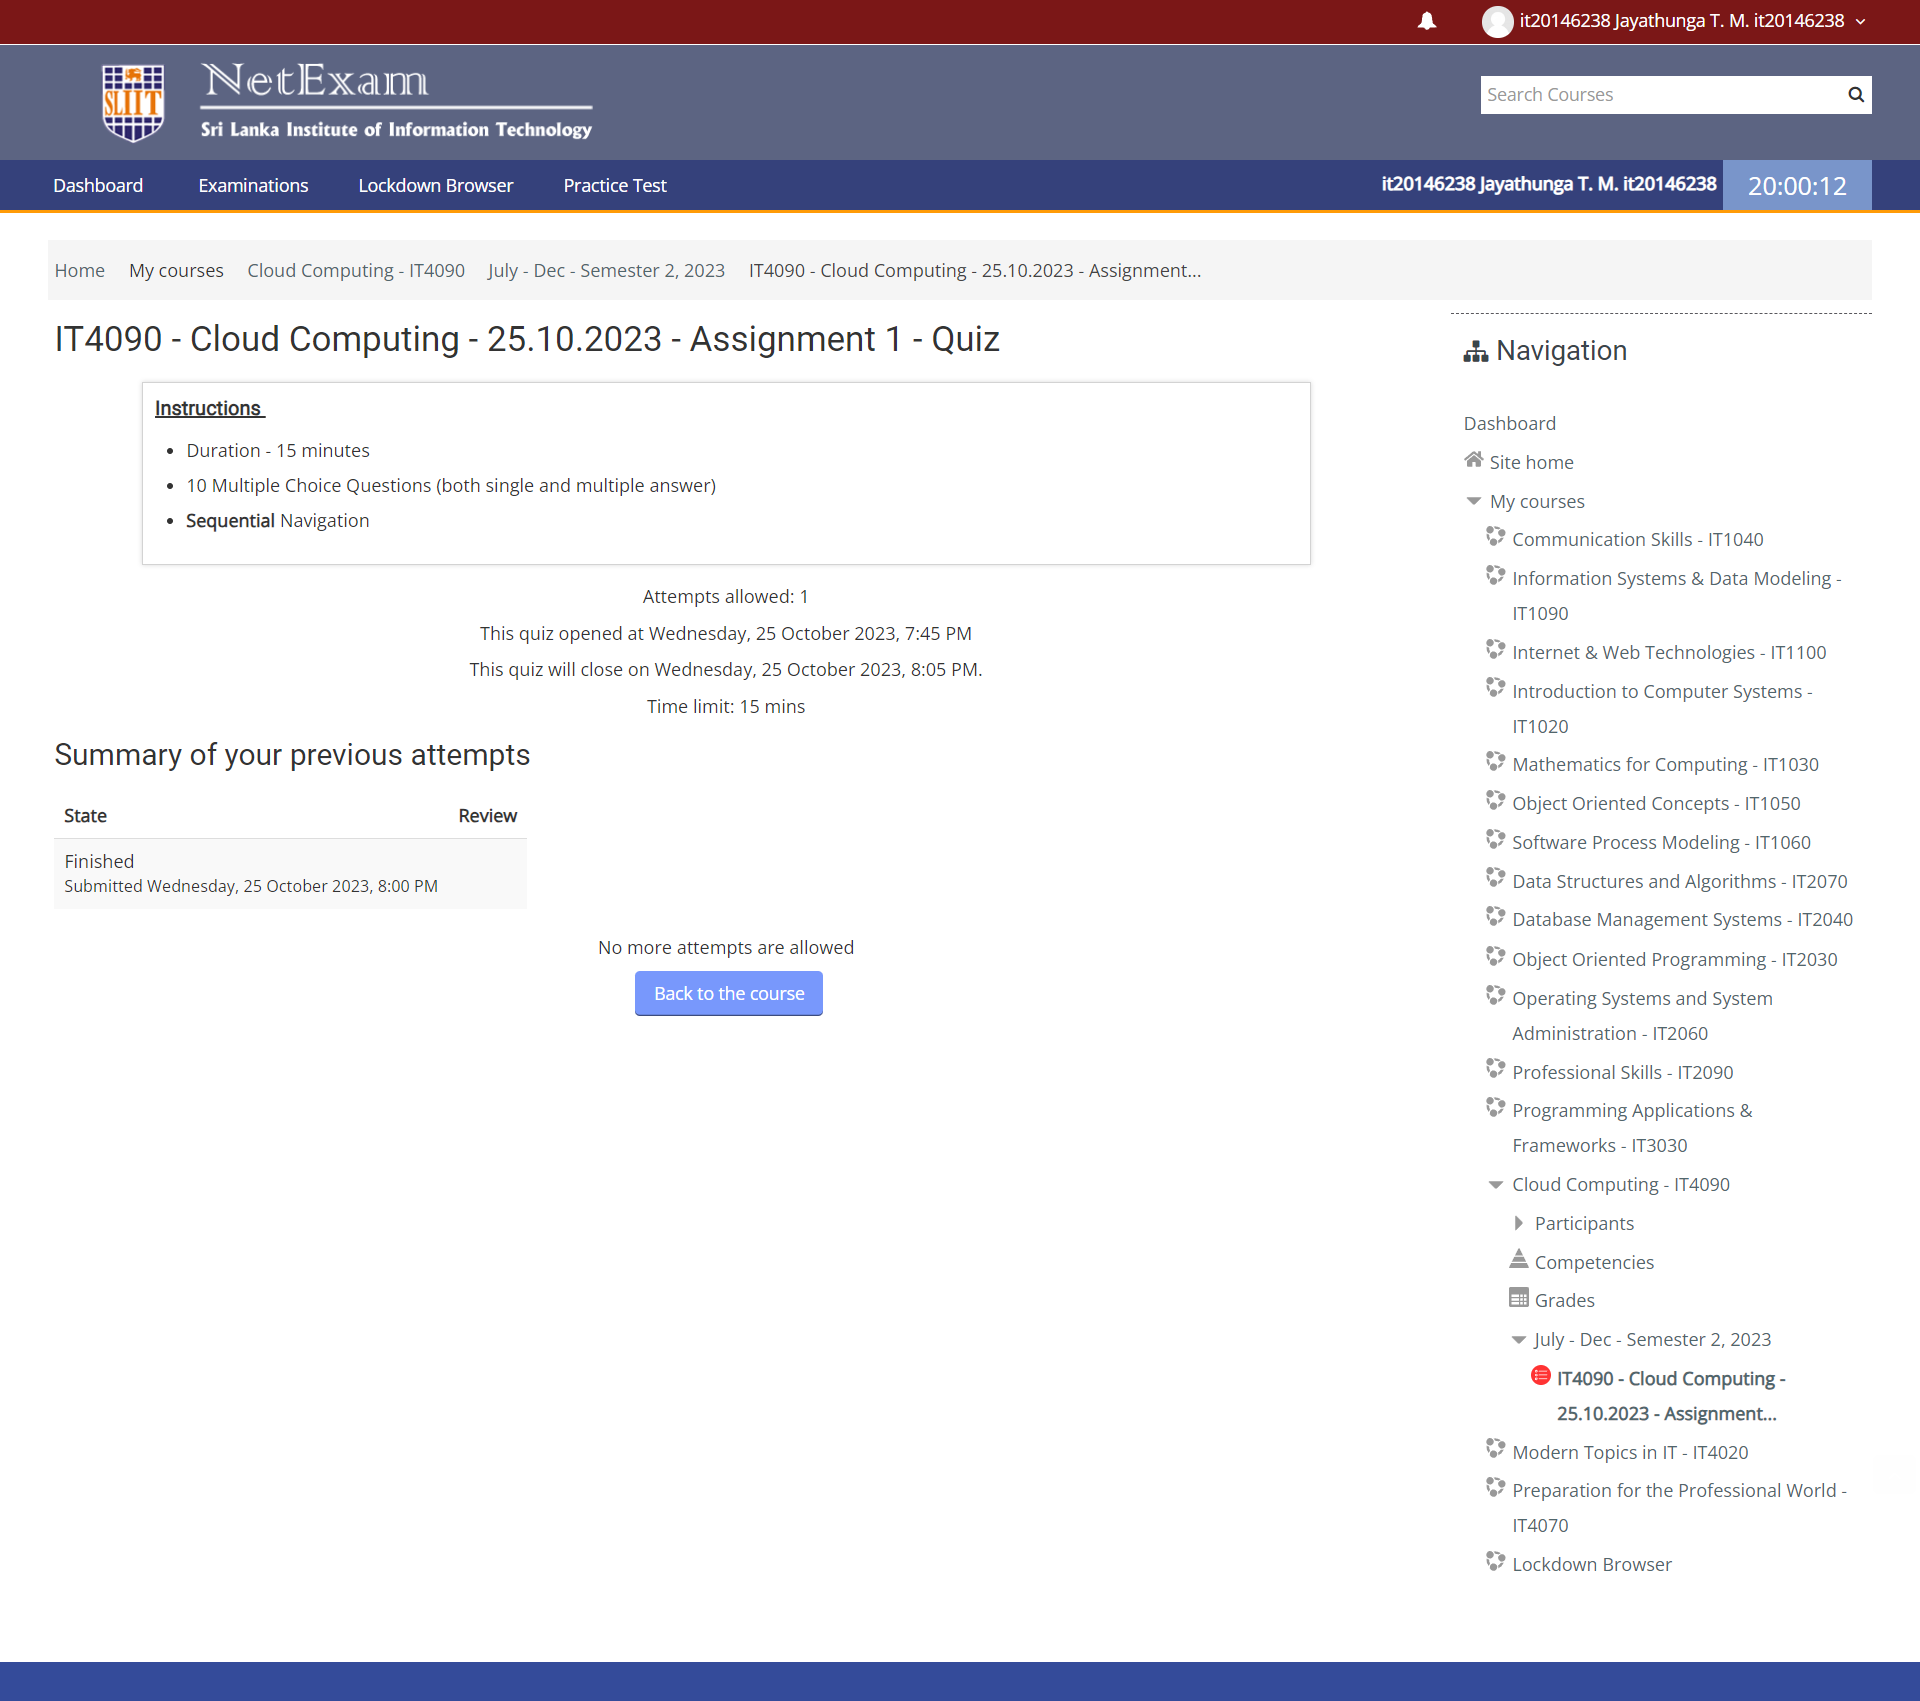 it20146238 Jayathunga T. M. it20146238
SLIIT
NetExam
Sri Lanka Institute of Information Technology
Search Courses
Dashboard Examinations Lockdown Browser Practice Test
it20146238 Jayathunga T. M. it20146238 20:00:12
Home My courses Cloud Computing - IT4090 July - Dec - Semester 2, 2023 IT4090 - Cloud Computing - 25.10.2023 - Assignment...
IT4090 - Cloud Computing - 25.10.2023 - Assignment 1 - Quiz
Instructions
• Duration - 15 minutes
• 10 Multiple Choice Questions (both single and multiple answer)
• Sequential Navigation
Attempts allowed: 1
This quiz opened at Wednesday, 25 October 2023, 7:45 PM
This quiz will close on Wednesday, 25 October 2023, 8:05 PM.
Time limit: 15 mins
Summary of your previous attempts
State Review
Finished
Submitted Wednesday, 25 October 2023, 8:00 PM
No more attempts are allowed
Back to the course
Navigation
Dashboard
Site home
My courses
Communication Skills - IT1040
Information Systems & Data Modeling -
IT1090
Internet & Web Technologies - IT1100
Introduction to Computer Systems -
IT1020
Mathematics for Computing - IT1030
Object Oriented Concepts - IT1050
Software Process Modeling - IT1060
Data Structures and Algorithms - IT2070
Database Management Systems - IT2040
Object Oriented Programming - IT2030
Operating Systems and System
Administration - IT2060
Professional Skills - IT2090
Programming Applications &
Frameworks - IT3030
Cloud Computing - IT4090
Participants
Competencies
Grades
July - Dec - Semester 2, 2023
IT4090 - Cloud Computing -
25.10.2023 - Assignment...
Modern Topics in IT - IT4020
Preparation for the Professional World -
IT4070
Lockdown Browser